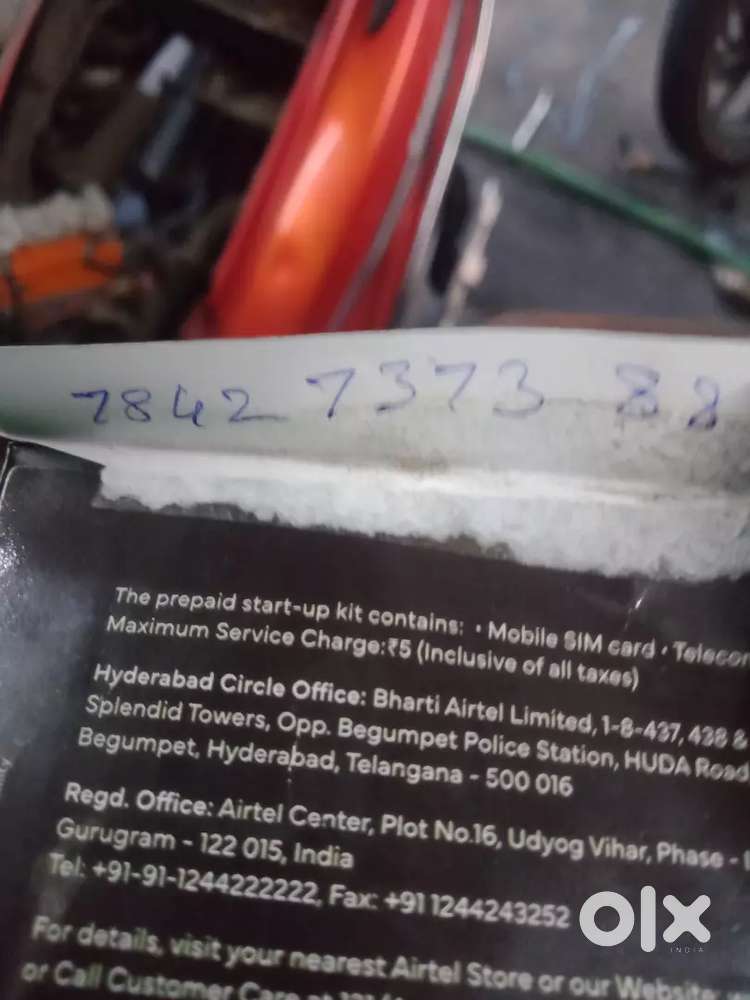 7842 7373 88
The prepaid start-up kit contains: • Mobile SIM card • Telecom
Maximum Service Charge:₹5 (Inclusive of all taxes)
Hyderabad Circle Office: Bharti Airtel Limited, 1-8-437, 438 &
Splendid Towers, Opp. Begumpet Police Station, HUDA Road
Begumpet, Hyderabad, Telangana - 500 016
Regd. Office: Airtel Center, Plot No.16, Udyog Vihar, Phase -
Gurugram - 122 015, India
Tel: +91-91-1244222222, Fax: +91 1244243252
For details, visit your nearest Airtel Store or our Website
or Call Customer Care at
olx
INDIA